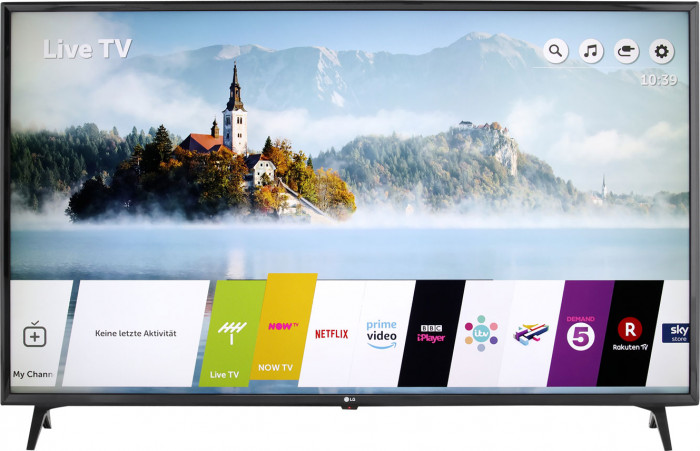 Live TV
10:39
My Chann
Keine letzte Aktivität
Live TV
NOW TV
NOW TV
NETFLIX
prime
video
BBC
iPlayer
itv
4
DEMAND
5
R
Rakuten TV
sky
store
LG